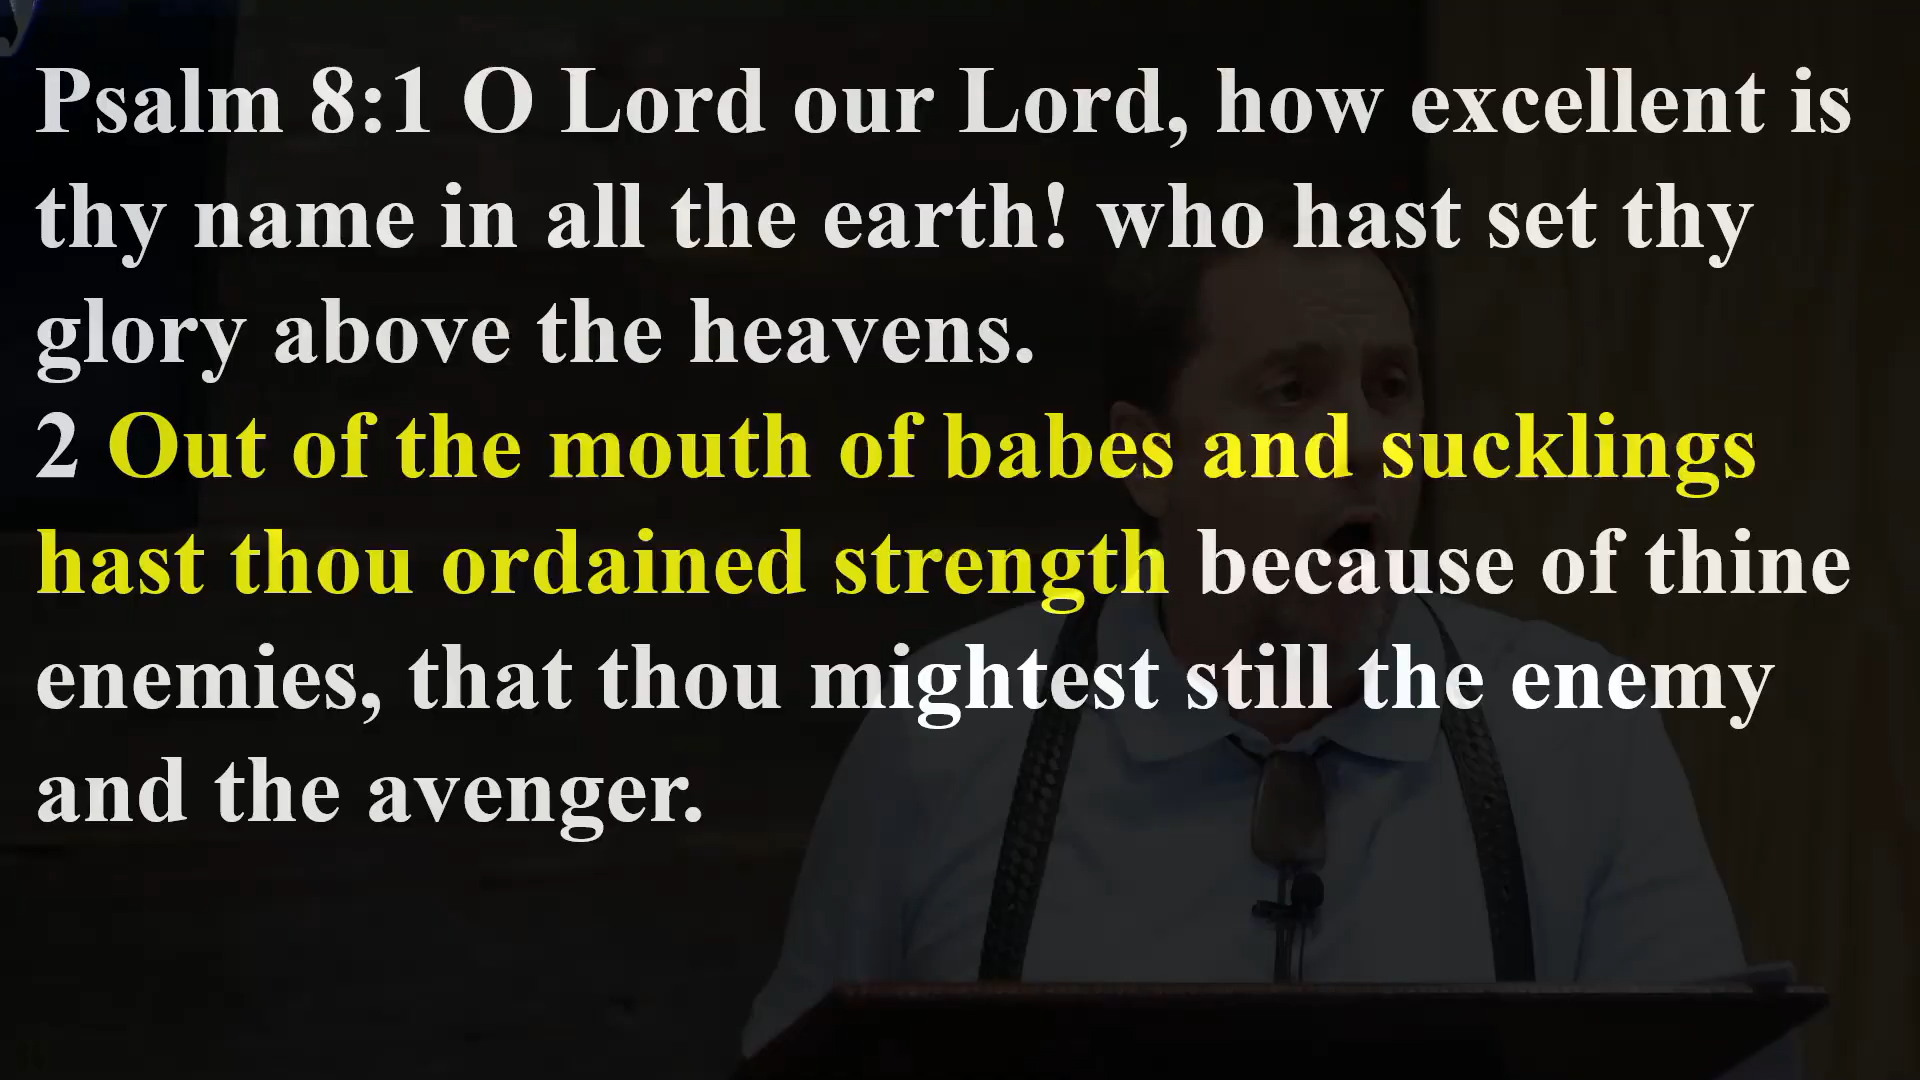 Psalm 8:1 O Lord our Lord, how excellent is
thy name in all the earth! who hast set thy
glory above the heavens.
2 Out of the mouth of babes and sucklings
hast thou ordained strength because of thine
enemies, that thou mightest still the enemy
and the avenger.